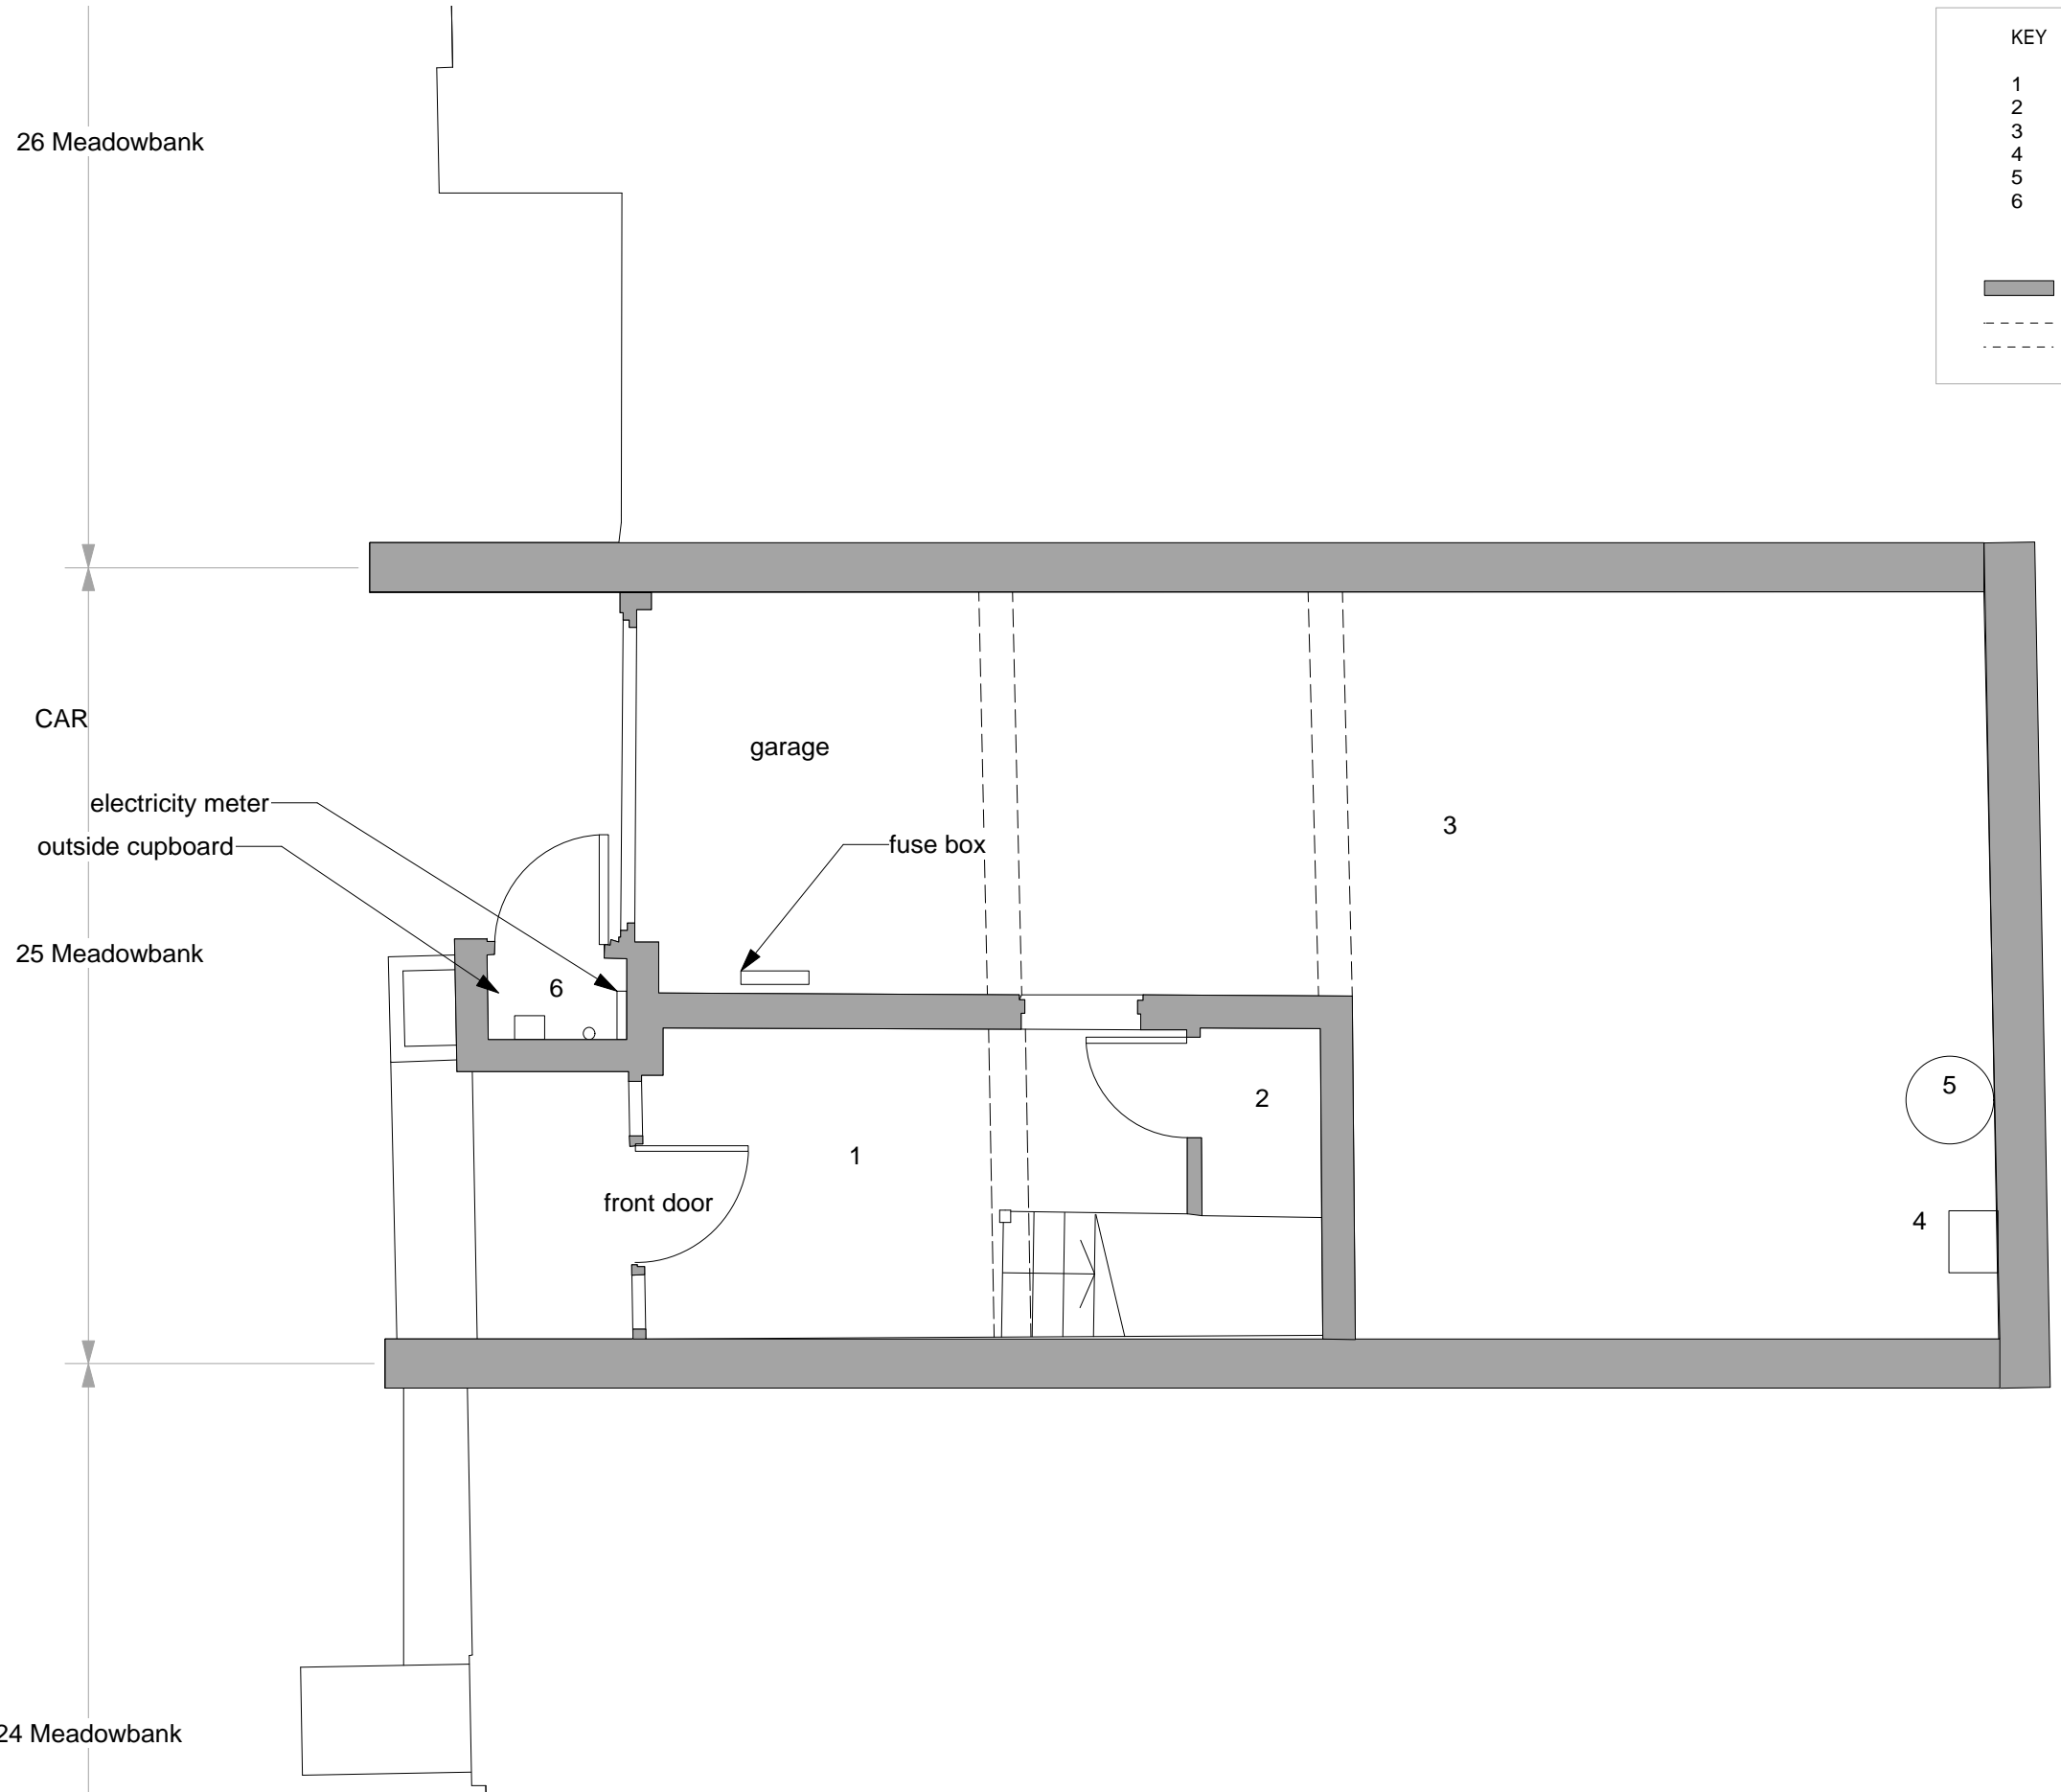 KEY
1
2
3
4
5
6
26 Meadowbank
CAR
garage
electricity meter
outside cupboard
fuse box
3
25 Meadowbank
6
5
2
1
front door
4
24 Meadowbank